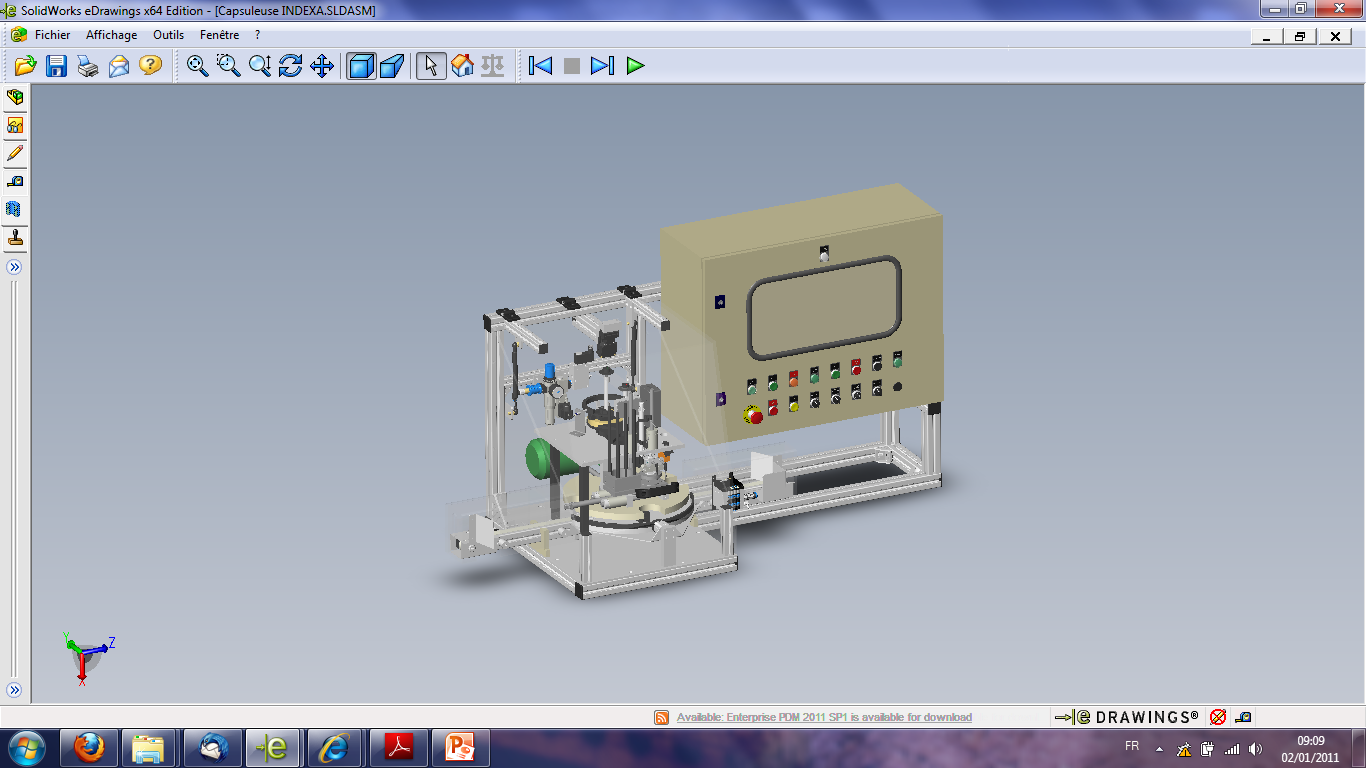 SolidWorks eDrawings x64 Edition - [Capsuleuse INDEXA.SLDASM]
Fichier Affichage Outils Fenêtre ?
Y
Z
X
Available: Enterprise PDM 2011 SP1 is available for download
e DRAWINGS®
FR
09:09
02/01/2011